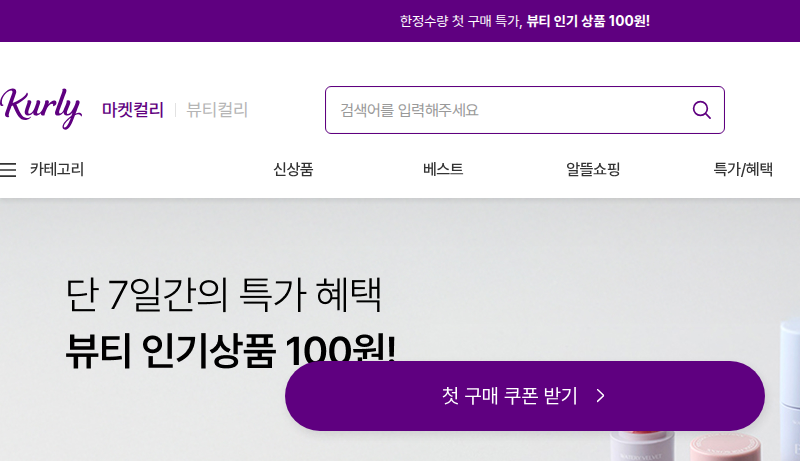 한정수량 첫 구매 특가, 뷰티 인기 상품 100원!
Kurly
마켓컬리 뷰티컬리
검색어를 입력해주세요
카테고리 신상품 베스트 알뜰쇼핑 특가/혜택
단 7일간의 특가 혜택
뷰티 인기상품 100원!
첫 구매 쿠폰 받기